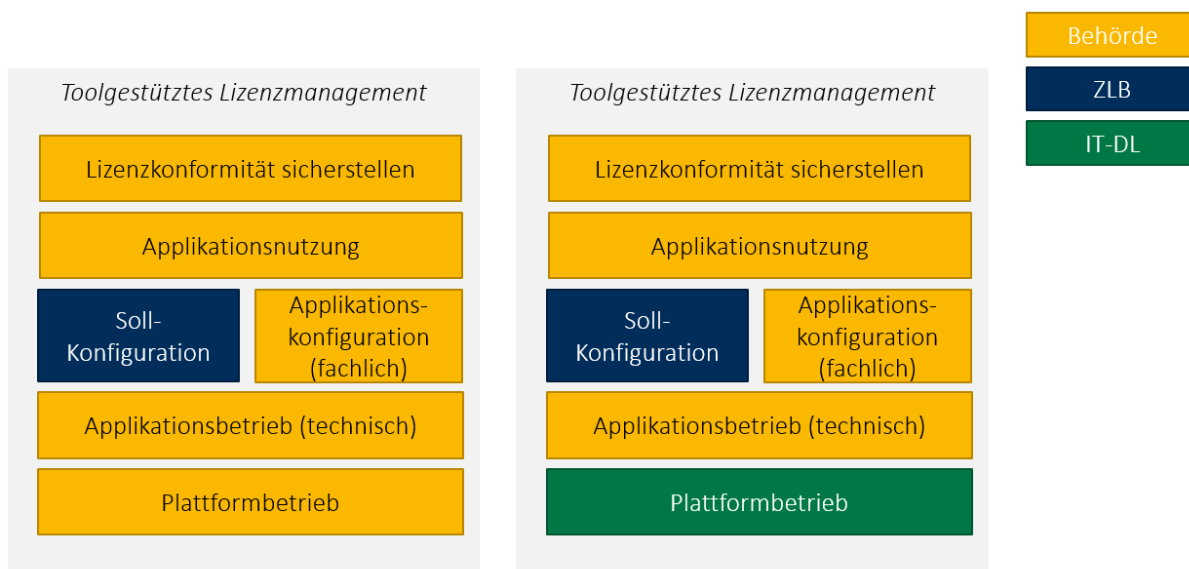 Behörde
ZLB
IT-DL
Toolgestütztes Lizenzmanagement
Lizenzkonformität sicherstellen
Applikationsnutzung
Soll-
Konfiguration
Applikations-
konfiguration
(fachlich)
Applikationsbetrieb (technisch)
Plattformbetrieb
Toolgestütztes Lizenzmanagement
Lizenzkonformität sicherstellen
Applikationsnutzung
Soll-
Konfiguration
Applikations-
konfiguration
(fachlich)
Applikationsbetrieb (technisch)
Plattformbetrieb